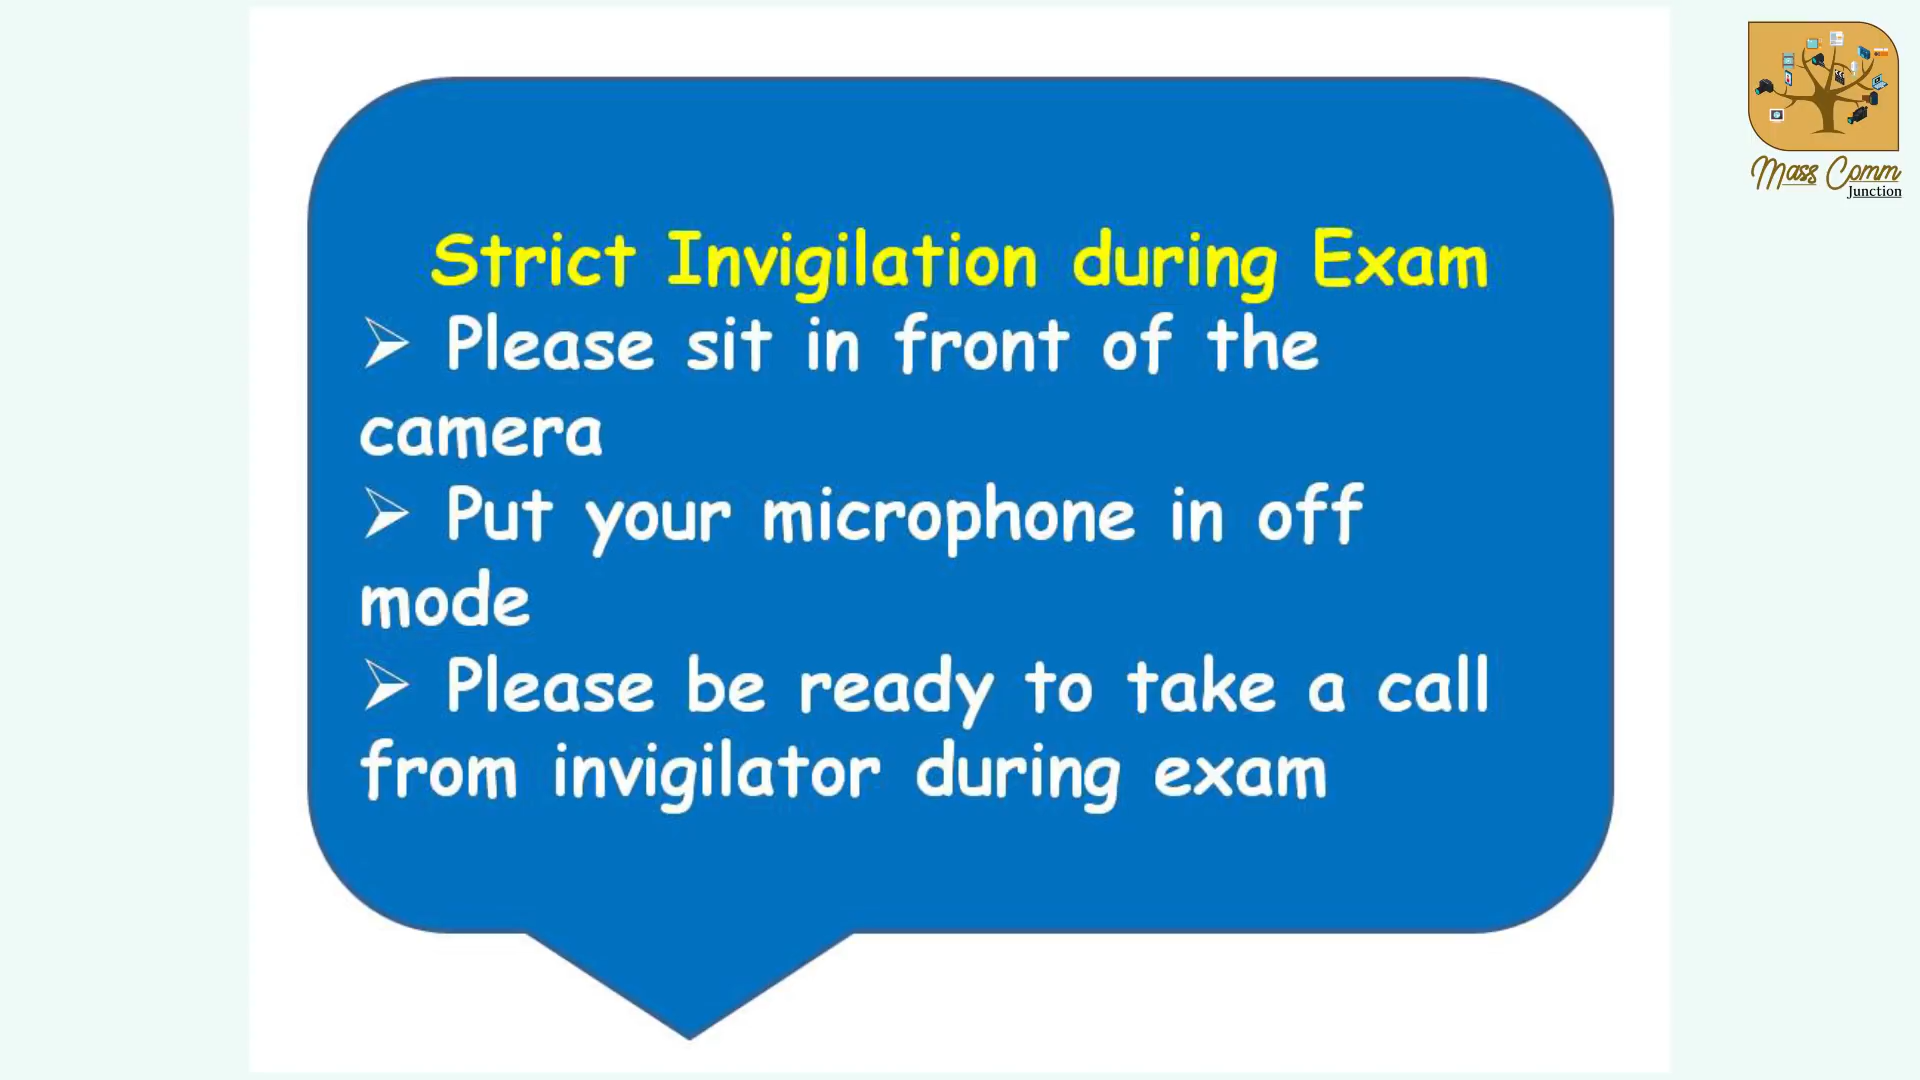 Strict Invigilation during Exam
➢ Please sit in front of the
camera
➢ Put your microphone in off
mode
➢ Please be ready to take a call
from invigilator during exam
Mass Comm
Junction